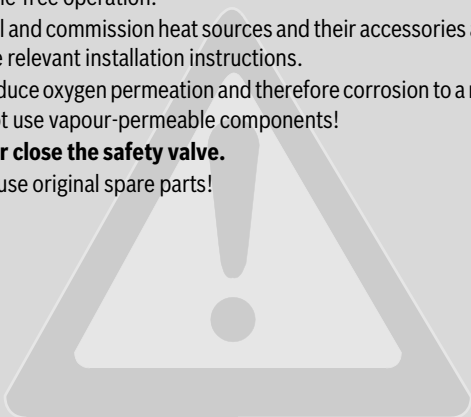 free operation.
l and commission heat sources and their accessories
relevant installation instructions.
duce oxygen permeation and therefore corrosion to a
use vapour-permeable components!
close the safety valve.
use original spare parts!